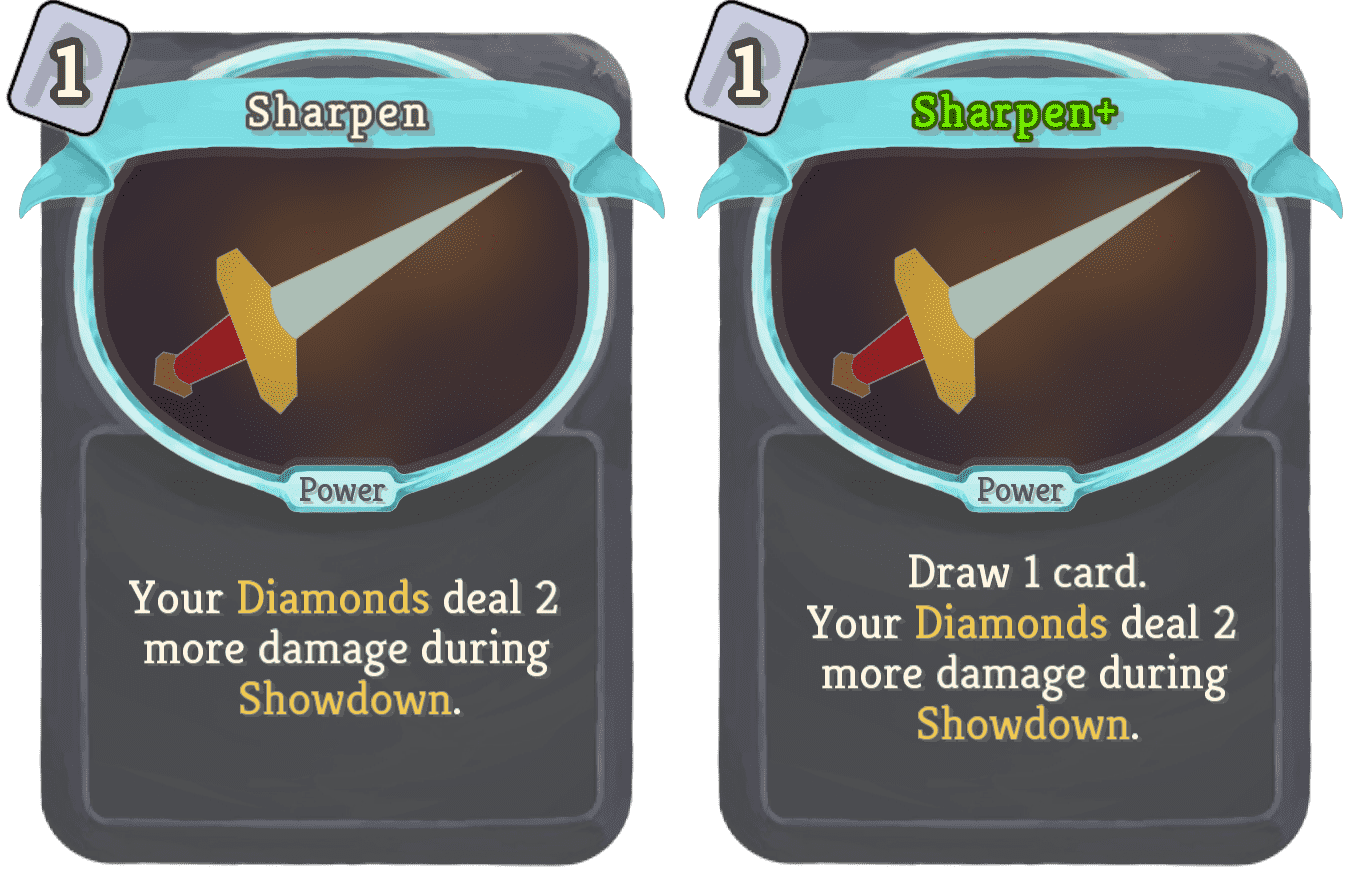 1
Sharpen
Power
Your Diamonds deal 2
more damage during
Showdown.
1
Sharpen+
Power
Draw 1 card.
Your Diamonds deal 2
more damage during
Showdown.